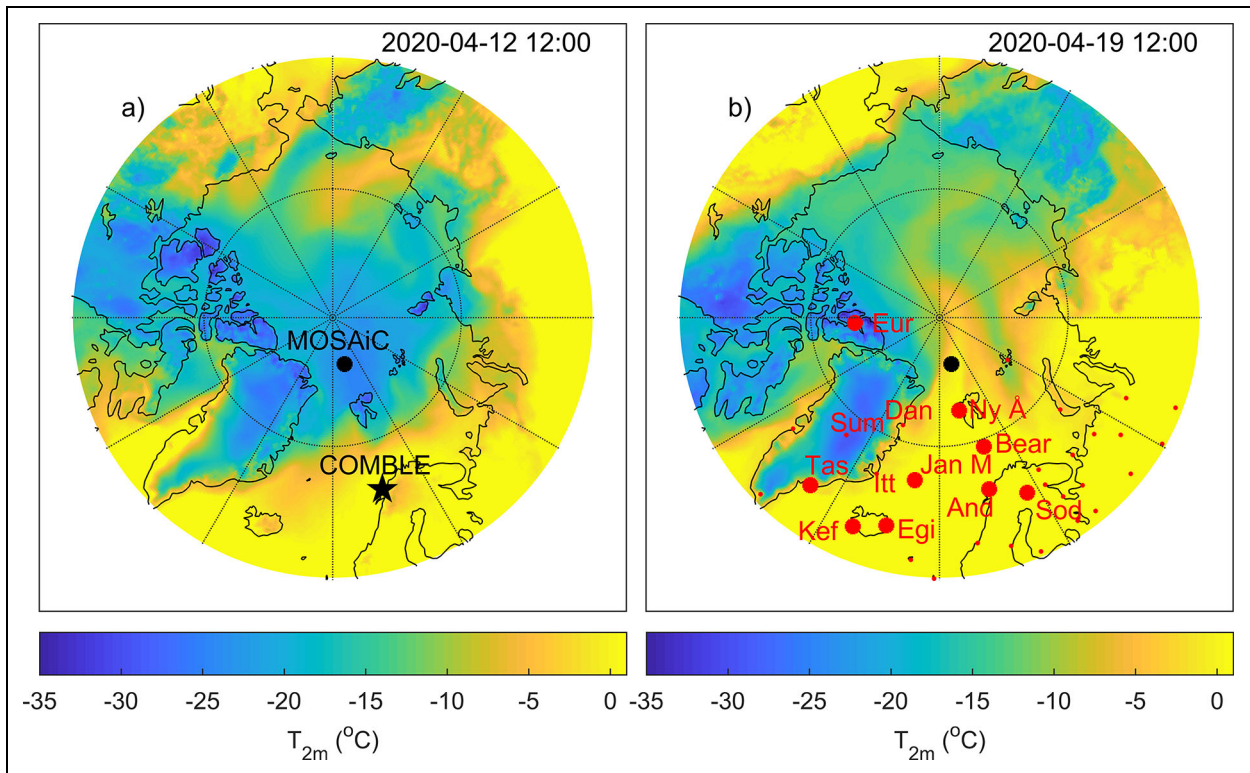 2020-04-12 12:00
a)
MOSAiC
COMBLE
-35 -30 -25 -20 -15 -10 -5 0
T2m (oC)
2020-04-19 12:00
b)
Eur
Dan Ny Å
Sum
Bear
Tas Jan M
Itt
And Sod
Kef Egi
-35 -30 -25 -20 -15 -10 -5 0
T2m (oC)